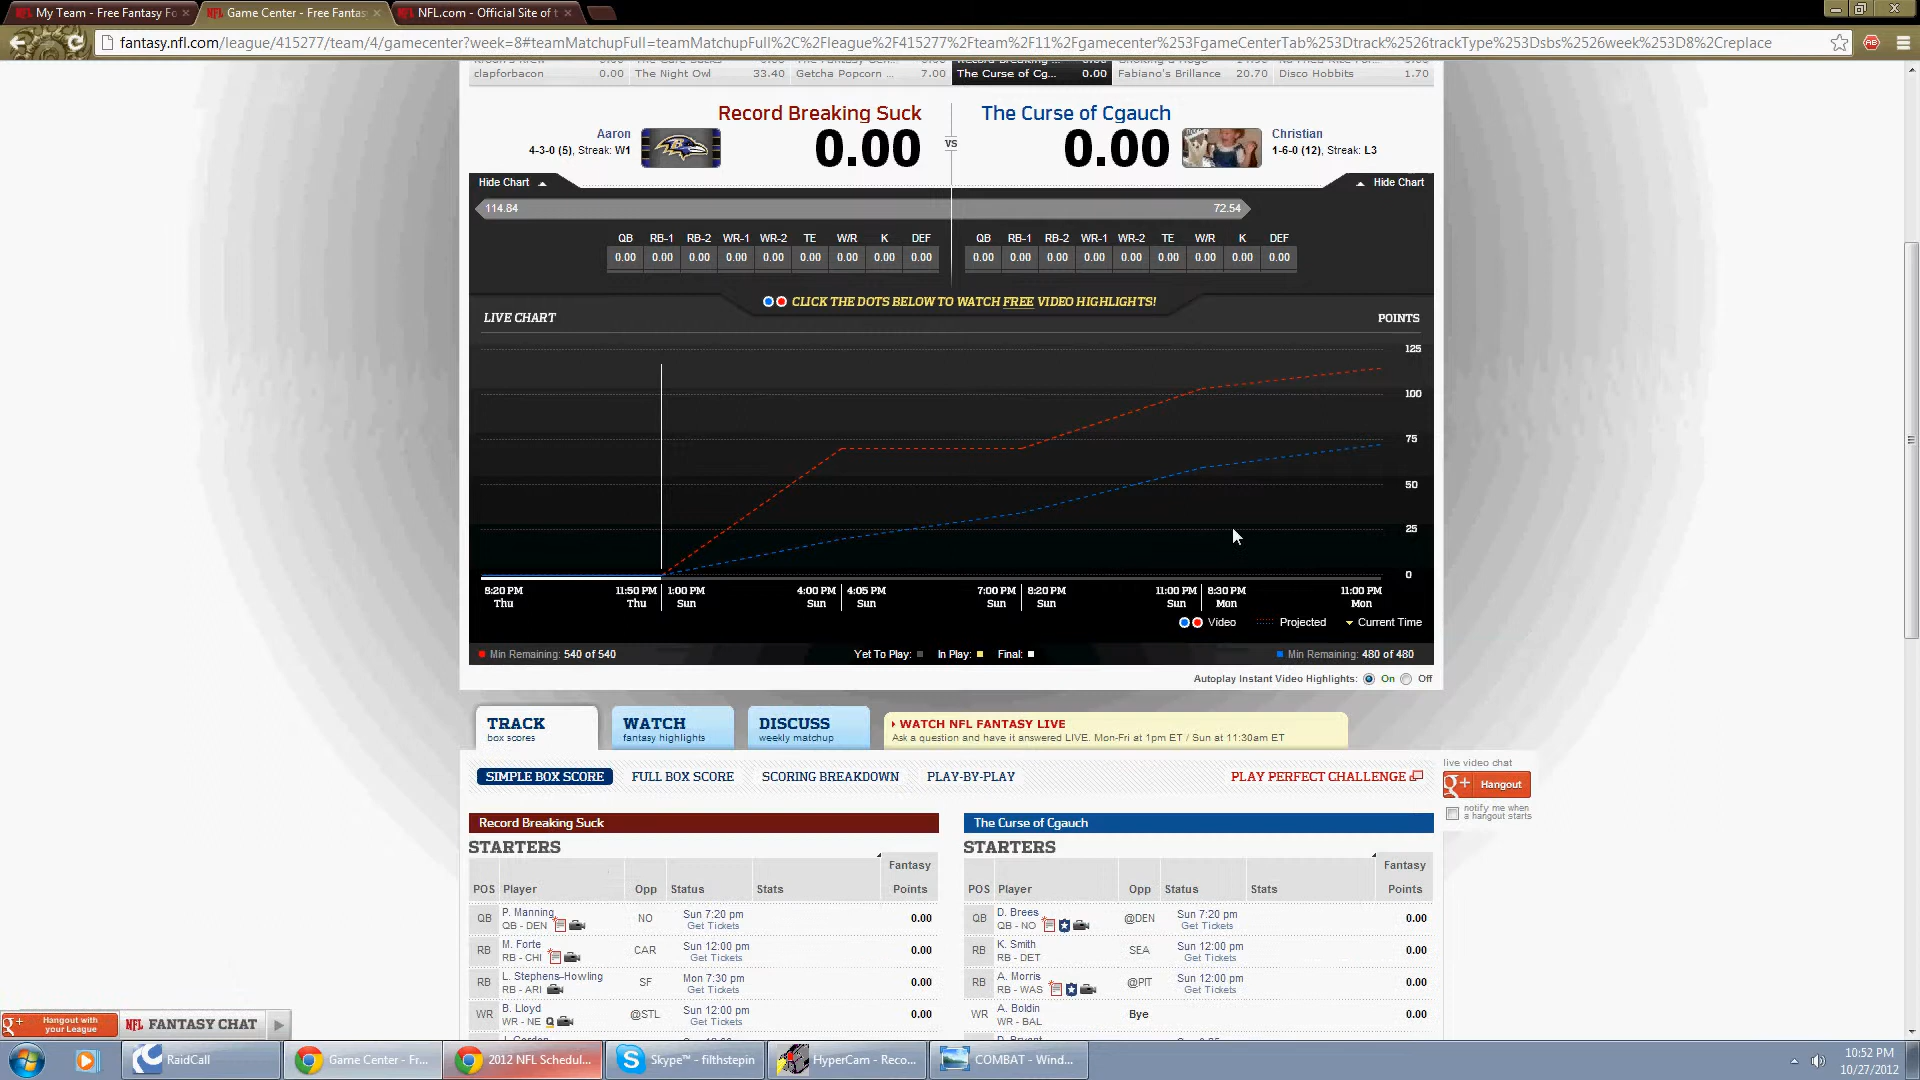 My Team - Free Fantasy Fo
Game Center - Free Fantas
NFL.com - Official Site of t
fantasy.nfl.com/league/415277/team/4/gamecenter?week=8#teamMatchupFull=teamMatchupFull%2C%2Fleague%2F415277%2Fteam%2F11%2Fgamecenter%253FgameCenterTab%253Dtrack%2526trackType%253Dsbs%2526week%253D8%2Creplace
clapforbacon 0.00 The Night Owl 33.40 Getcha Popcorn ... 7.00 The Curse of Cg... 0.00 Fabiano's Brillance 20.70 Disco Hobbits 1.70
Record Breaking Suck
The Curse of Cgauch
Aaron
4-3-0 (5), Streak: W1
0.00
VS
0.00
Christian
1-6-0 (12), Streak: L3
Hide Chart
Hide Chart
114.84
72.54
QB RB-1 RB-2 WR-1 WR-2 TE W/R K DEF
QB RB-1 RB-2 WR-1 WR-2 TE W/R K DEF
0.00 0.00 0.00 0.00 0.00 0.00 0.00 0.00 0.00
0.00 0.00 0.00 0.00 0.00 0.00 0.00 0.00 0.00
CLICK THE DOTS BELOW TO WATCH FREE VIDEO HIGHLIGHTS!
LIVE CHART
POINTS
125
100
75
50
25
0
8:20 PM Thu
11:50 PM Thu
1:00 PM Sun
4:00 PM Sun
4:05 PM Sun
7:00 PM Sun
8:20 PM Sun
11:00 PM Sun
8:30 PM Mon
11:00 PM Mon
Video Projected Current Time
Min Remaining: 540 of 540
Yet To Play: In Play: Final:
Min Remaining: 480 of 480
Autoplay Instant Video Highlights: On Off
TRACK
box scores
WATCH
fantasy highlights
DISCUSS
weekly matchup
WATCH NFL FANTASY LIVE
Ask a question and have it answered LIVE. Mon-Fri at 1pm ET / Sun at 11:30am ET
SIMPLE BOX SCORE FULL BOX SCORE SCORING BREAKDOWN PLAY-BY-PLAY PLAY PERFECT CHALLENGE
live video chat
g+ Hangout
notify me when
a hangout starts
Record Breaking Suck
STARTERS
POS Player Opp Status Stats Fantasy Points
QB P. Manning QB - DEN NO Sun 7:20 pm Get Tickets 0.00
RB M. Forte RB - CHI CAR Sun 12:00 pm Get Tickets 0.00
RB L. Stephens-Howling RB - ARI SF Mon 7:30 pm Get Tickets 0.00
WR B. Lloyd WR - NE Q @STL Sun 12:00 pm Get Tickets 0.00
The Curse of Cgauch
STARTERS
POS Player Opp Status Stats Fantasy Points
QB D. Brees QB - NO @DEN Sun 7:20 pm Get Tickets 0.00
RB K. Smith RB - DET SEA Sun 12:00 pm Get Tickets 0.00
RB A. Morris RB - WAS @PIT Sun 12:00 pm Get Tickets 0.00
WR A. Boldin WR - BAL Bye 0.00
g+ Hangout with
your League
NFL FANTASY CHAT
RaidCall
Game Center - Fr...
2012 NFL Schedul...
Skype™ - filthstepin
HyperCam - Reco...
COMBAT - Wind...
10:52 PM
10/27/2012